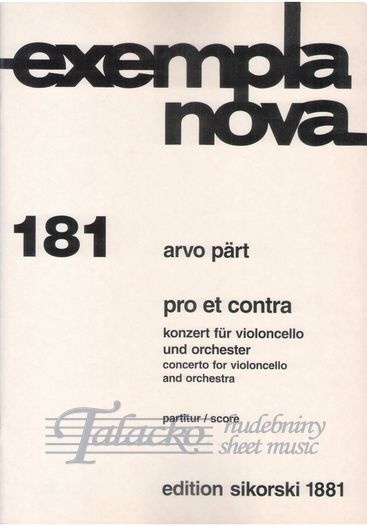 exempla
nova
181
arvo pärt
pro et contra
konzert für violoncello
und orchester
concerto for violoncello
and orchestra
partitur / score
Talacko hudebniny
sheet music
edition sikorski 1881